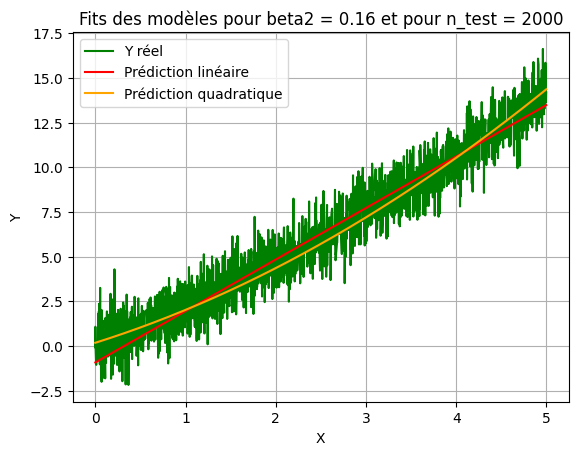 Fits des modèles pour beta2 = 0.16 et pour n_test = 2000
Y réel
Prédiction linéaire
Prédiction quadratique
17.5
15.0
12.5
10.0
7.5
5.0
2.5
0.0
−2.5
Y
0 1 2 3 4 5
X